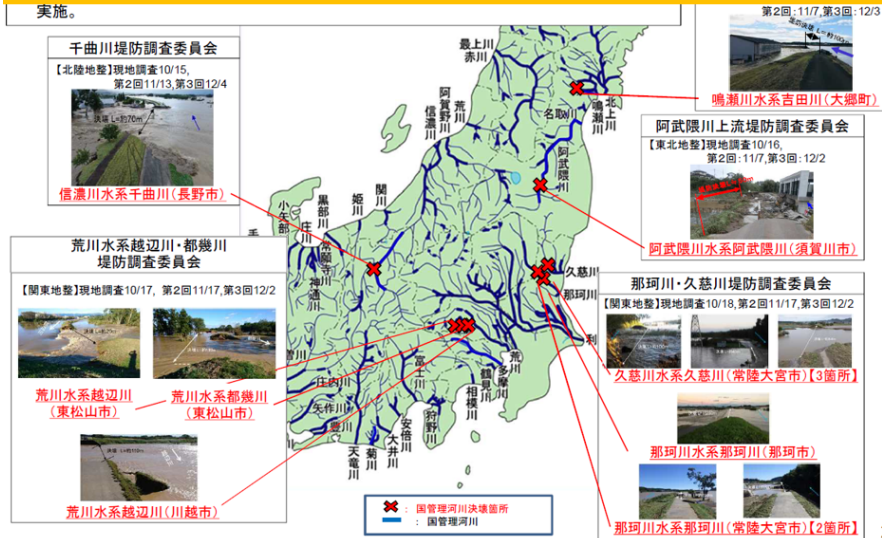 実施。
第2回:11/7,第3回:12/3
鳴瀬川水系吉田川(大郷町)
千曲川堤防調査委員会
【北陸地整】現地調査10/15,
第2回11/13,第3回12/4
決壊 L=約70m
信濃川水系千曲川(長野市)
阿武隈川上流堤防調査委員会
【東北地整】現地調査10/16,
第2回:11/7,第3回:12/2
阿武隈川水系阿武隈川(須賀川市)
荒川水系越辺川・都幾川
堤防調査委員会
【関東地整】現地調査10/17, 第2回11/17,第3回12/2
荒川水系越辺川
(東松山市)
荒川水系都幾川
(東松山市)
荒川水系越辺川(川越市)
那珂川・久慈川堤防調査委員会
【関東地整】現地調査10/18,第2回11/17,第3回12/2
久慈川水系久慈川(常陸大宮市)【3箇所】
那珂川水系那珂川(那珂市)
那珂川水系那珂川(常陸大宮市)【2箇所】
最上川
赤川
荒川
阿賀野川
信濃川
関川
姫川
黒部川
常願寺川
神通川
庄川
小矢部
手
名取川
鳴瀬川
北上川
阿武隈川
久慈川
那珂川
利
荒川
多摩川
鶴見川
相模川
富士川
狩野川
安倍川
大井川
菊川
天竜川
豊川
矢作川
庄内川
曽川
:国管理河川決壊箇所
:国管理河川